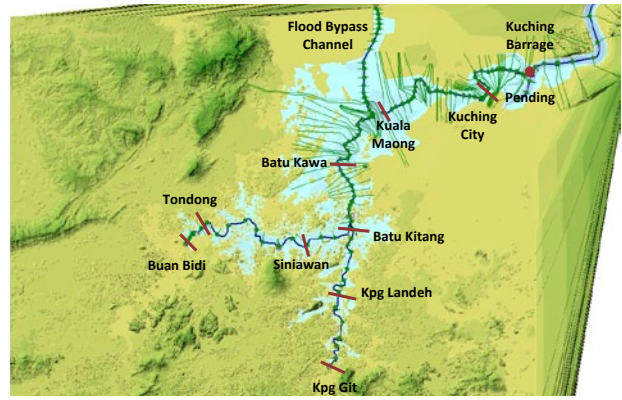 Flood Bypass
Channel
Kuching
Barrage
Pending
Kuching
City
Kuala
Maong
Batu Kawa
Tondong
Batu Kitang
Buan Bidi
Siniawan
Kpg Landeh
Kpg Git